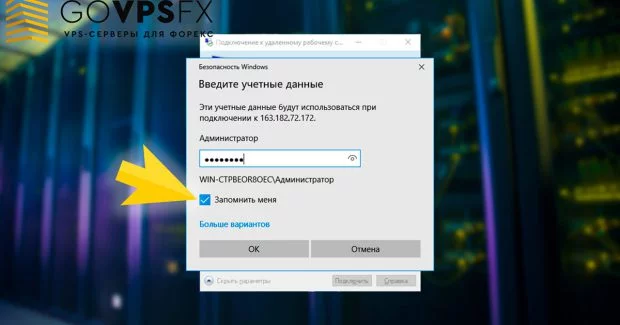 GOVPSFX
VPS-СЕРВЕРЫ ДЛЯ ФОРЕКС
Подключение к удаленному рабочему с...
Безопасность Windows
Введите учетные данные
Эти учетные данные будут использоваться при
подключении к 163.182.72.172.
Администратор
WIN-CTPBEOR8OEC\Администратор
Запомнить меня
Больше вариантов
OK
Отмена
Скрыть параметры
Подключить
Справка